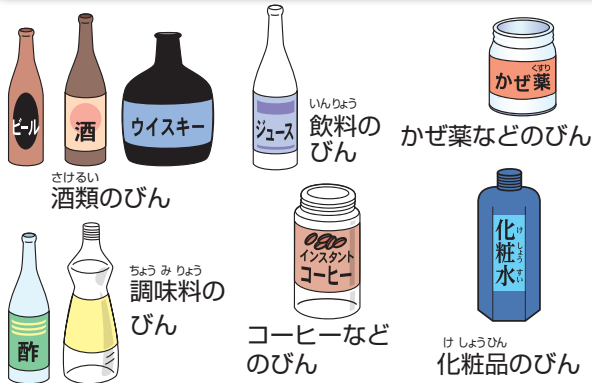 ビール
酒
ウイスキー
さけるい
酒類のびん
ジュース
いんりょう
飲料の
びん
くすり
かぜ薬
かぜ薬などのびん
酢
ちょう み りょう
調味料の
びん
インスタント
コーヒー
コーヒーなど
のびん
化粧水
け しょう すい
け しょうひん
化粧品のびん